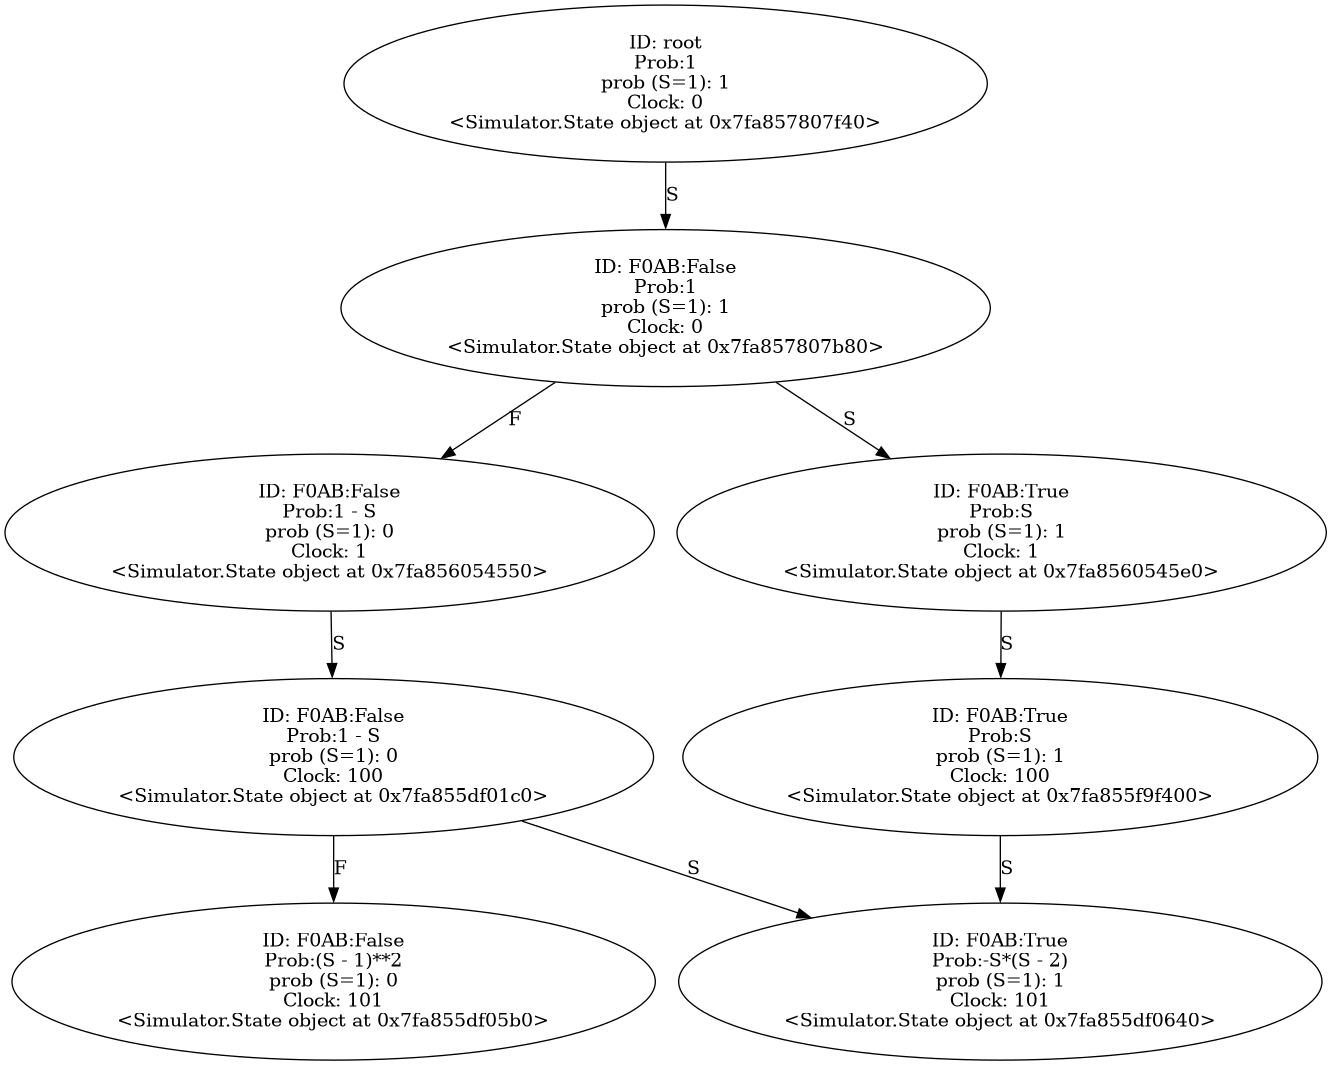 ID: root
Prob:1
prob (S=1): 1
Clock: 0
<Simulator.State object at 0x7fa857807f40>
S
ID: F0AB:False
Prob:1
prob (S=1): 1
Clock: 0
<Simulator.State object at 0x7fa857807b80>
F
S
ID: F0AB:False
Prob:1 - S
prob (S=1): 0
Clock: 1
<Simulator.State object at 0x7fa856054550>
ID: F0AB:True
Prob:S
prob (S=1): 1
Clock: 1
<Simulator.State object at 0x7fa8560545e0>
S
S
ID: F0AB:False
Prob:1 - S
prob (S=1): 0
Clock: 100
<Simulator.State object at 0x7fa855df01c0>
ID: F0AB:True
Prob:S
prob (S=1): 1
Clock: 100
<Simulator.State object at 0x7fa855f9f400>
F
S
S
ID: F0AB:False
Prob:(S - 1)**2
prob (S=1): 0
Clock: 101
<Simulator.State object at 0x7fa855df05b0>
ID: F0AB:True
Prob:-S*(S - 2)
prob (S=1): 1
Clock: 101
<Simulator.State object at 0x7fa855df0640>